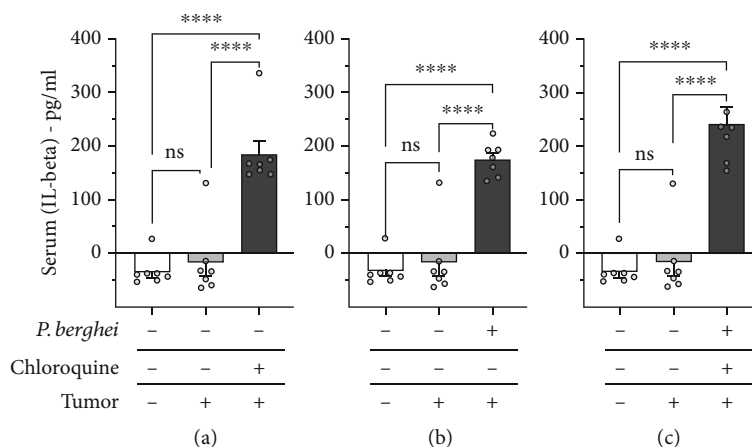 400
300
200
100
0
Serum (IL-beta) - pg/ml
****
****
ns
400
300
200
100
0
****
****
ns
400
300
200
100
0
****
****
ns
P. berghei – – – – – + – – +
Chloroquine – – + – – – – – +
Tumor – + + – + + – + +
(a) (b) (c)